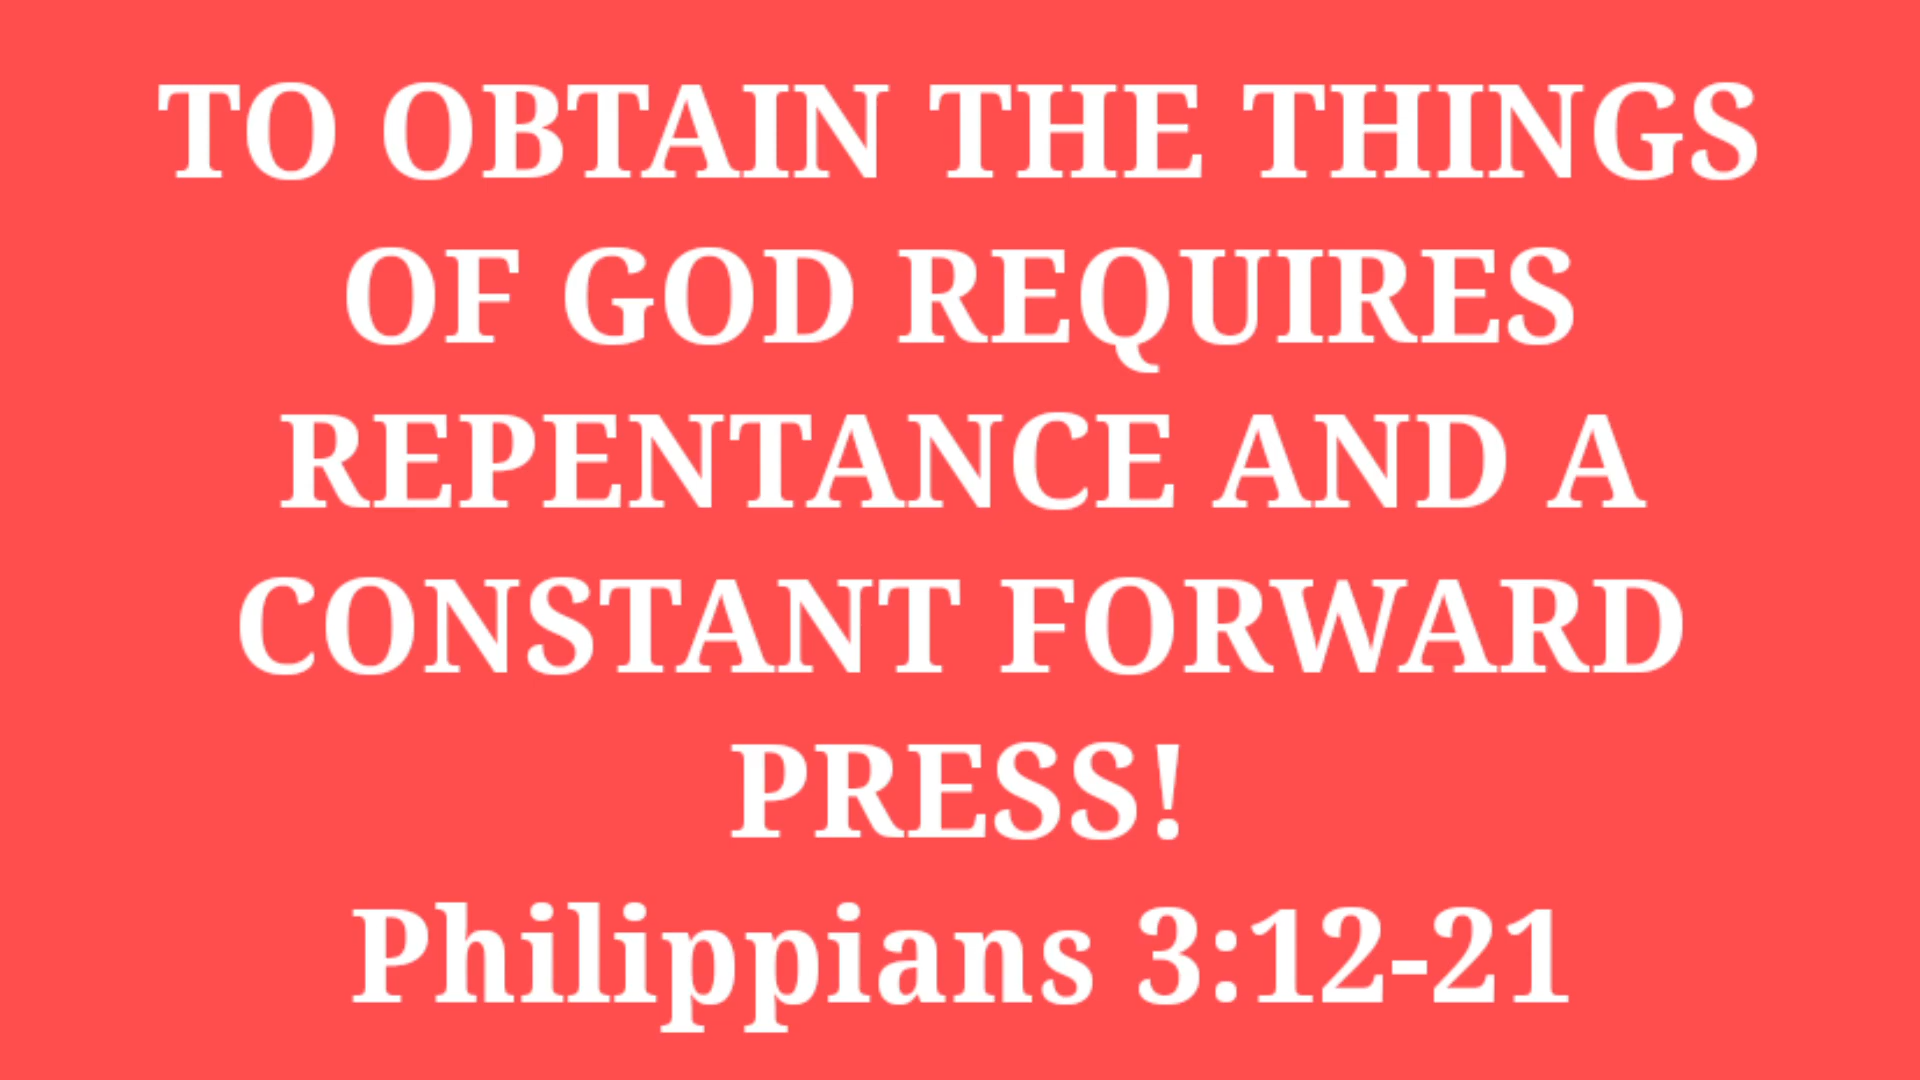 TO OBTAIN THE THINGS
OF GOD REQUIRES
REPENTANCE AND A
CONSTANT FORWARD
PRESS!
Philippians 3:12-21